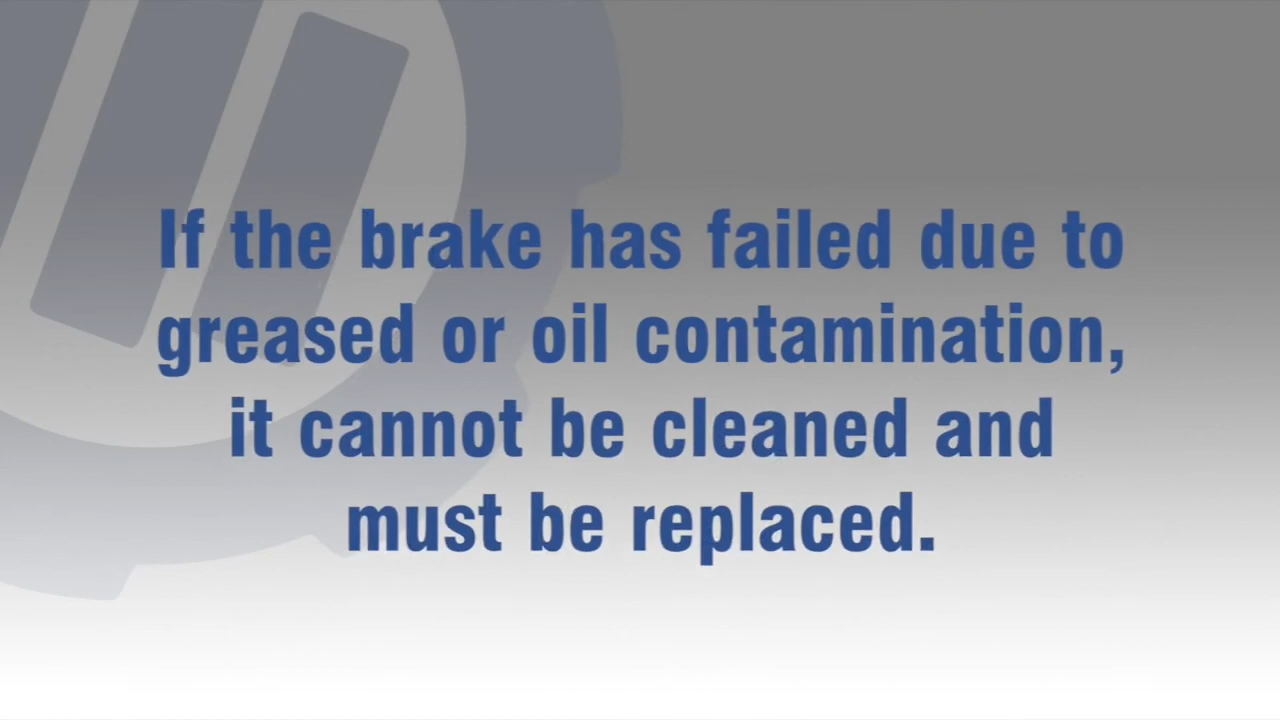 If the brake has failed due to
greased or oil contamination,
it cannot be cleaned and
must be replaced.